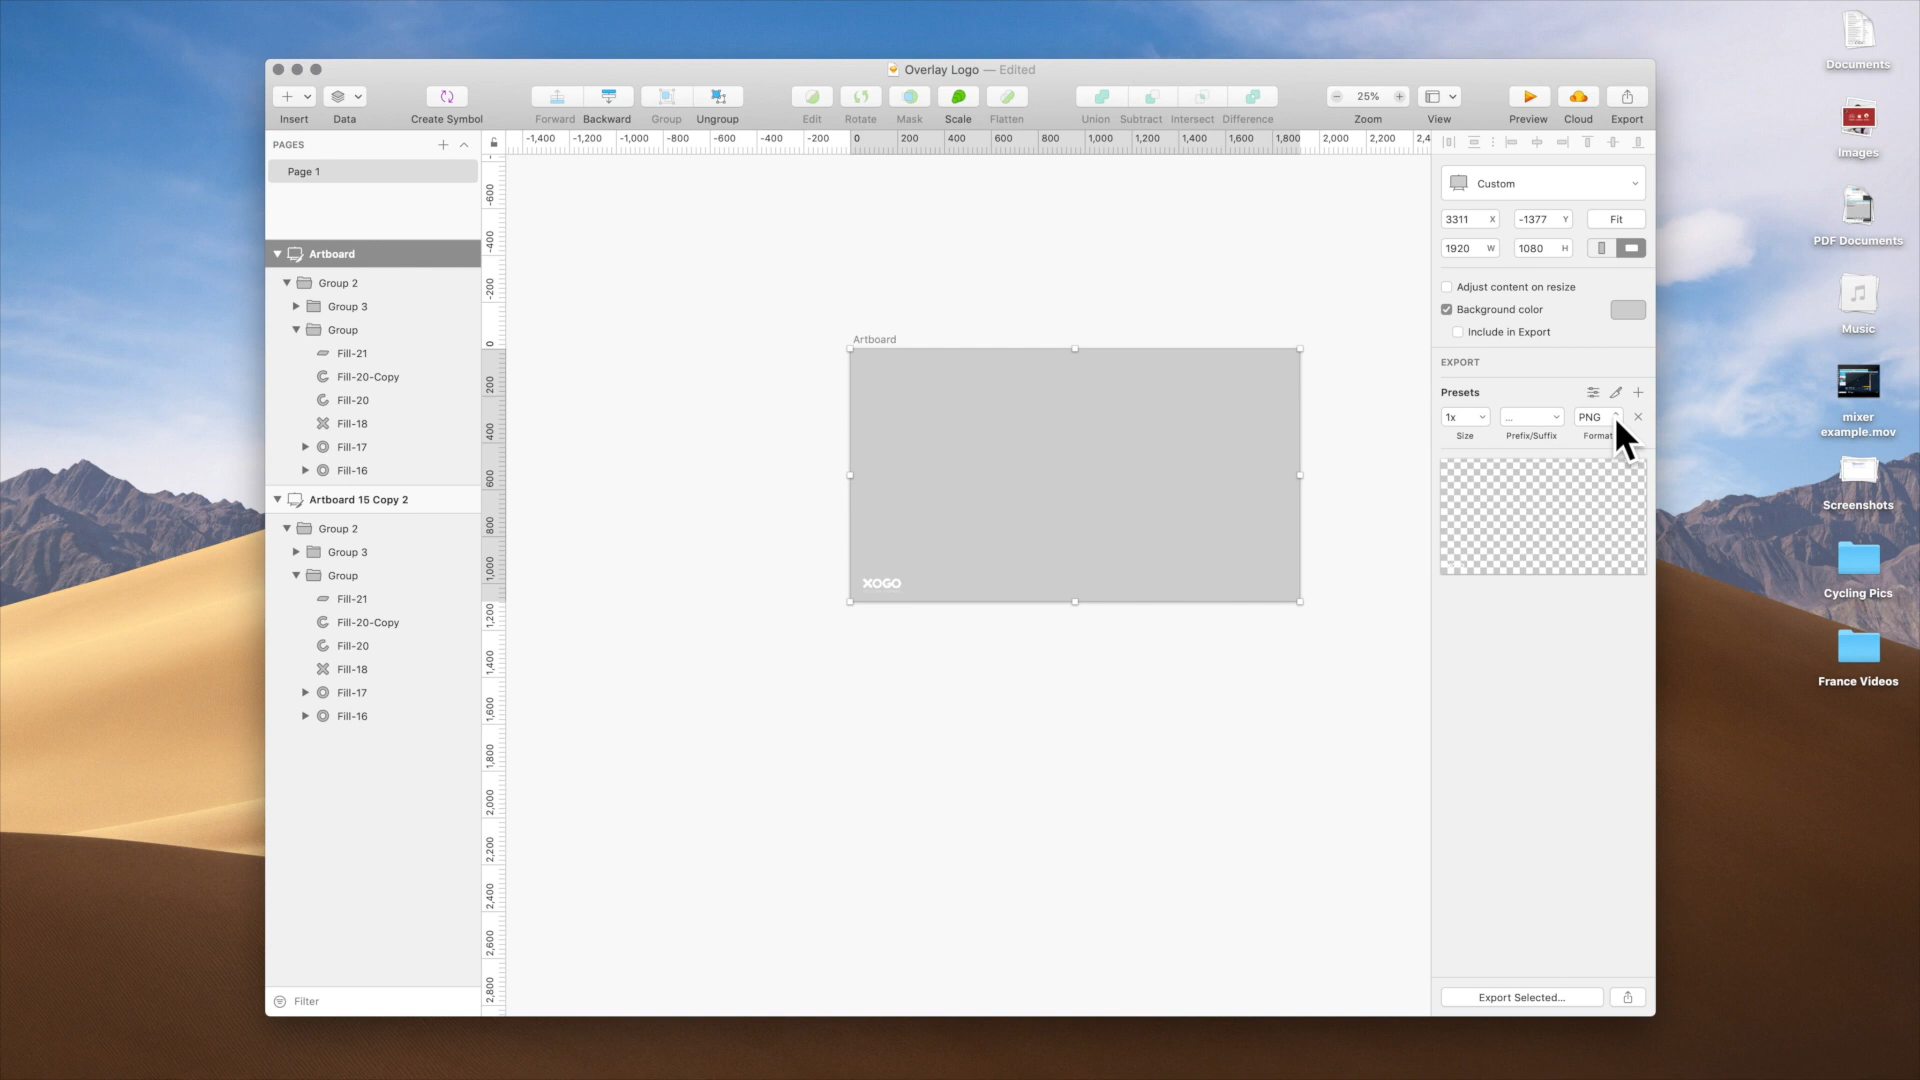 Overlay Logo — Edited
Insert
Data
Create Symbol
Forward
Backward
Group
Ungroup
Edit
Rotate
Mask
Scale
Flatten
Union
Subtract
Intersect
Difference
25%
Zoom
View
Preview
Cloud
Export
PAGES
Page 1
-1,400 -1,200 -1,000 -800 -600 -400 -200 0 200 400 600 800 1,000 1,200 1,400 1,600 1,800 2,000 2,200 2,4
-600
-400
-200
0
200
400
600
800
1,000
1,200
1,400
1,600
1,800
2,000
2,200
2,400
2,600
2,800
Artboard
Group 2
Group 3
Group
Fill-21
Fill-20-Copy
Fill-20
Fill-18
Fill-17
Fill-16
Artboard 15 Copy 2
Group 2
Group 3
Group
Fill-21
Fill-20-Copy
Fill-20
Fill-18
Fill-17
Fill-16
Filter
Artboard
XOGO
Custom
3311 X -1377 Y Fit
1920 W 1080 H
Adjust content on resize
Background color
Include in Export
EXPORT
Presets
1x ... PNG
Size Prefix/Suffix Format
Export Selected...
Documents
Images
PDF Documents
Music
mixer
example.mov
Screenshots
Cycling Pics
France Videos